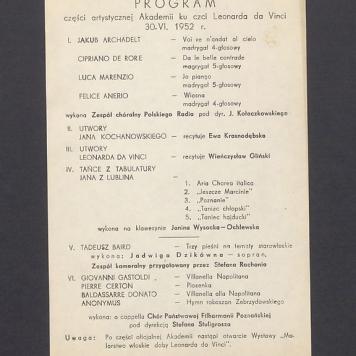 PROGRAM
części artystycznej Akademii ku czci Leonarda da Vinci
30.VI. 1952 r.
I. JAKUB ARCHADELT — Voi ve n'andat al cielo
madrygał 4-głosowy
CIPRIANO DE RORE — Da le belle contrade
magrygał 5-głosowy
LUCA MARENZIO — Ja piango
madrygał 5-głosowy
FELICE ANERIO — Wiosna
madrygał 4-głosowy
wykona Zespół chóralny Polskiego Radia pod dyr. J. Kołaczkowskiego
II. UTWORY
JANA KOCHANOWSKIEGO — recytuje Ewa Krasnodębska
III. UTWORY
LEONARDA DA VINCI — recytuje Wieńczysław Gliński
IV. TAŃCE Z TABULATURY
JANA Z LUBLINA —
1. Aria Chorea italica
2. „Jeszcze Marcinie"
3. „Poznanie"
4. „Taniec chłopski"
5. „Taniec hajducki"
wykona na klawesynie Janina Wysocka-Ochlewska
V. TADEUSZ BAIRD — Trzy pieśni na tematy starowłoskie
wykona: Jadwiga Dzikówna — sopran,
Zespół kameralny przygotowany przez Stefana Rachonia
VI. GIOVANNI GASTOLDI — Villanella Napolitana
PIERRE CERTON — Piosenka
BALDASSARRE DONATO — Villanella Napolitana
ANONYMUS — Hymn rokoszan Zebrzydowskiego
wykona: a cappella Chór Państwowej Filharmonii Poznańskiej
pod dyrekcją Stefana Stuligrosza
Uwaga: Po części oficjalnej Akademii nastąpi otwarcie Wystawy „Ma-
larstwo włoskie doby Leonarda da Vinci".